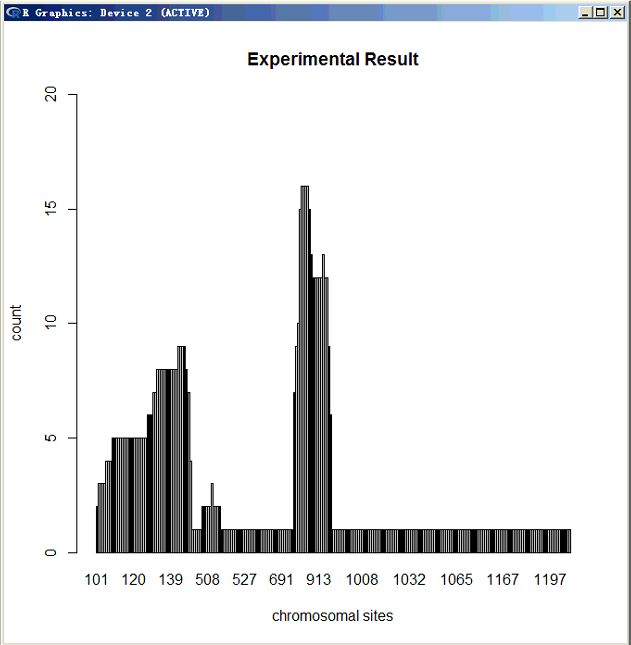 R Graphics: Device 2 (ACTIVE)
Experimental Result
20
15
10
5
0
count
101 120 139 508 527 691 913 1008 1032 1065 1167 1197
chromosomal sites